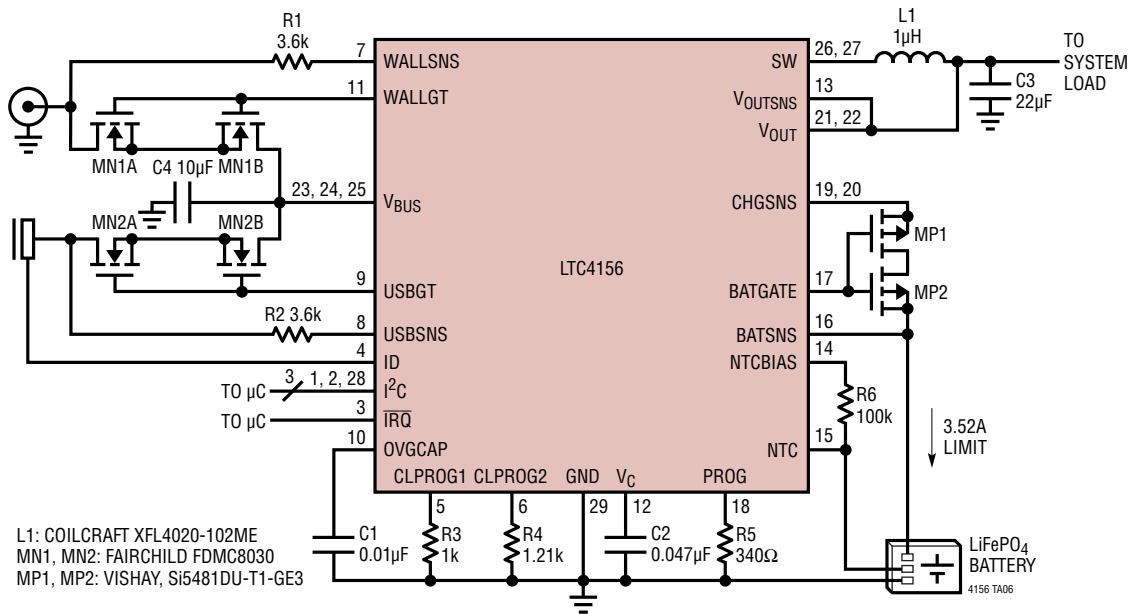 R1
3.6k
7
WALLSNS
11
WALLGT
MN1A
MN1B
C4 10µF
23, 24, 25
VBUS
MN2A
MN2B
9
USBGT
R2 3.6k
8
USBSNS
4
ID
TO µC
3
1, 2, 28
I²C
TO µC
3
IRQ
10
OVGCAP
LTC4156
L1
1µH
26, 27
SW
TO
SYSTEM
LOAD
C3
22µF
13
VOUTSNS
21, 22
VOUT
19, 20
CHGSNS
MP1
17
BATGATE
MP2
16
BATSNS
14
NTCBIAS
R6
100k
3.52A
LIMIT
15
NTC
CLPROG1
CLPROG2
GND
VC
PROG
5
6
29
12
18
C1
0.01µF
R3
1k
R4
1.21k
C2
0.047µF
R5
340Ω
L1: COILCRAFT XFL4020-102ME
MN1, MN2: FAIRCHILD FDMC8030
MP1, MP2: VISHAY, Si5481DU-T1-GE3
LiFePO₄
BATTERY
4156 TA06